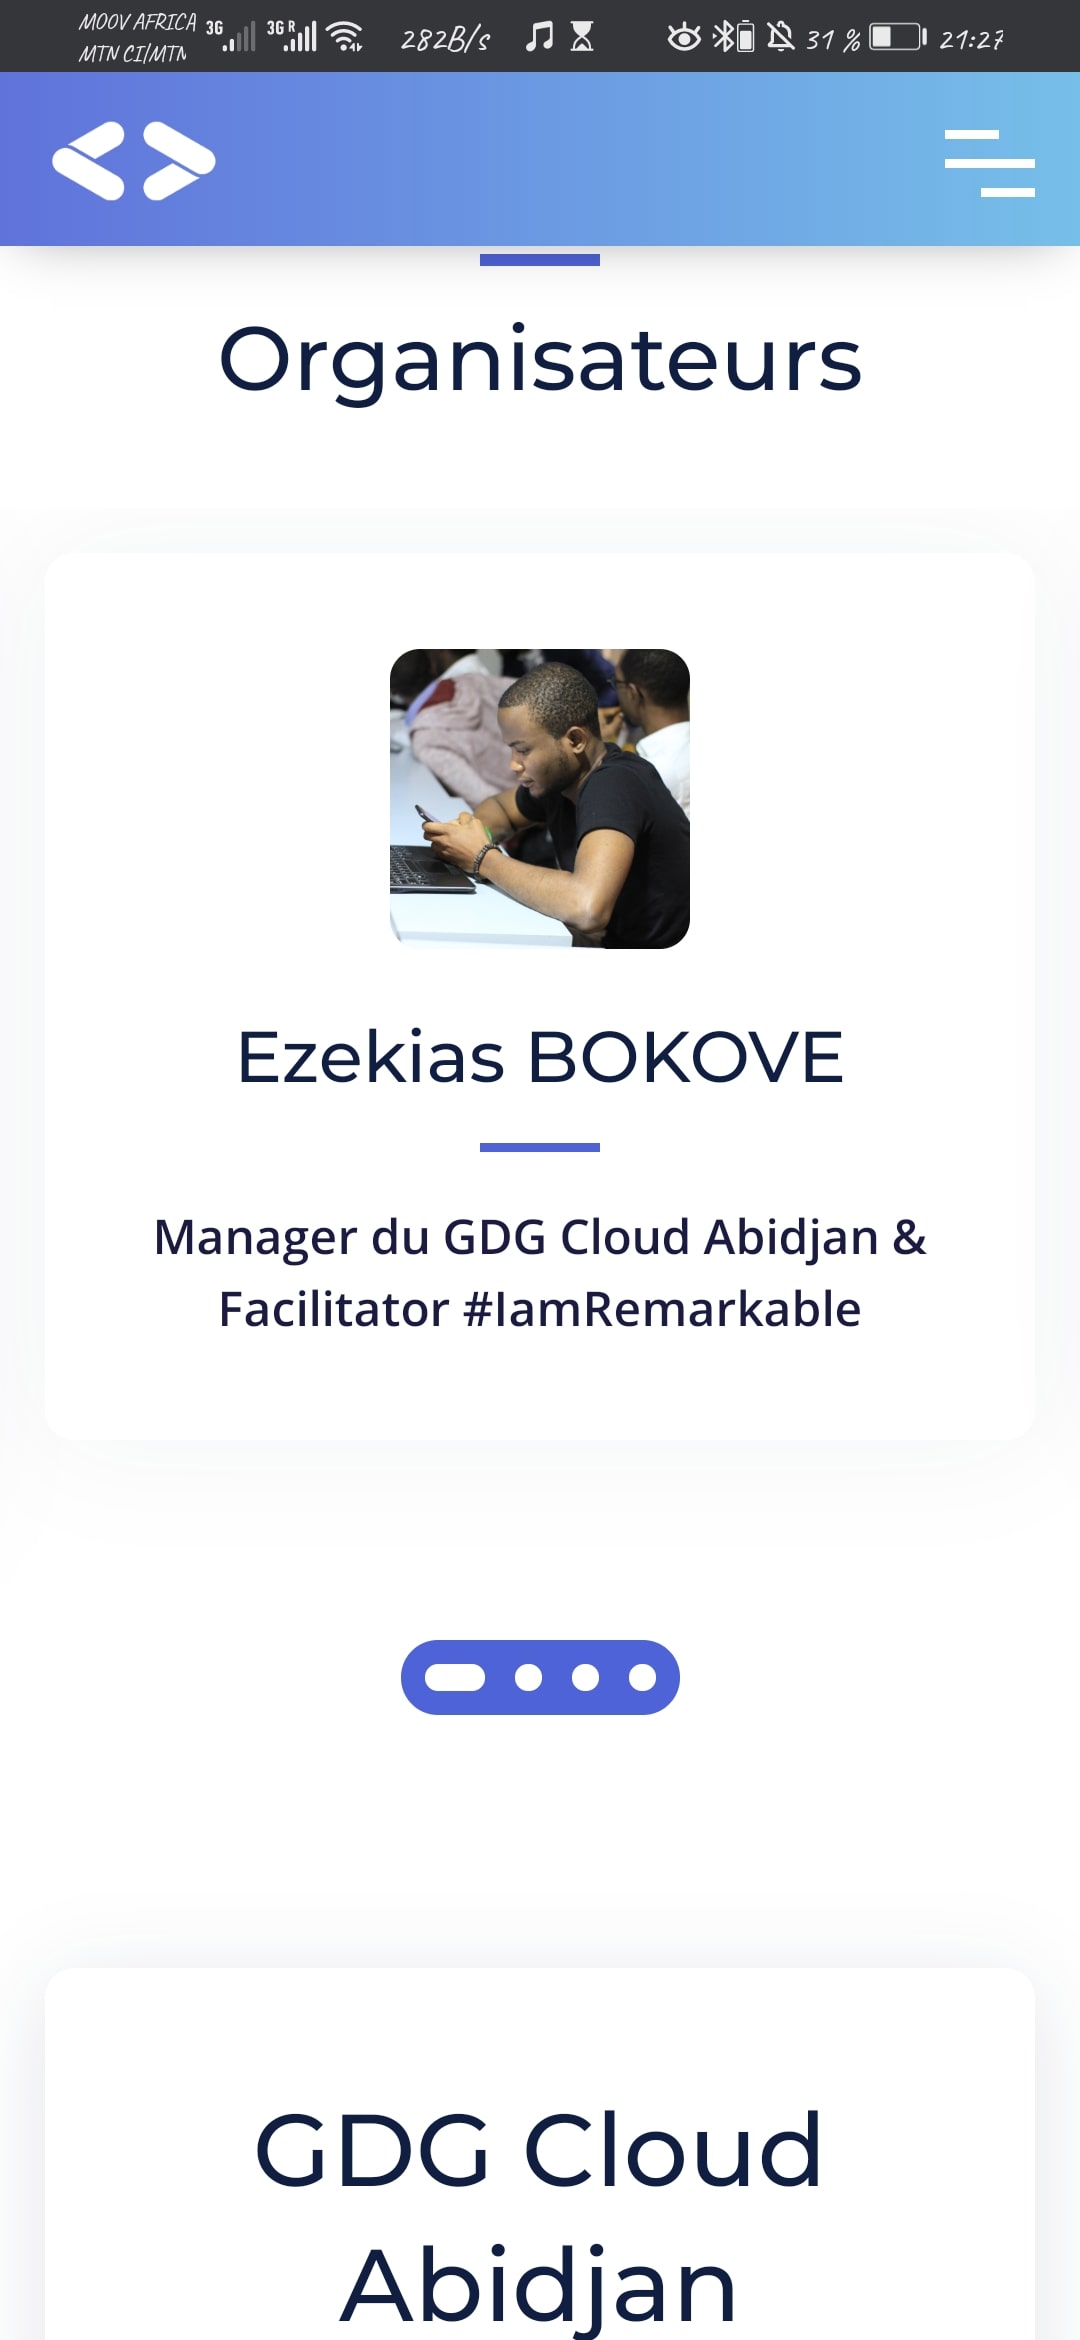 MOOV AFRICA
MTN CI/MTN
3G 3G R 282B/s 31 % 21:27
Organisateurs
Ezekias BOKOVE
Manager du GDG Cloud Abidjan &
Facilitator #IamRemarkable
GDG Cloud
Abidjan